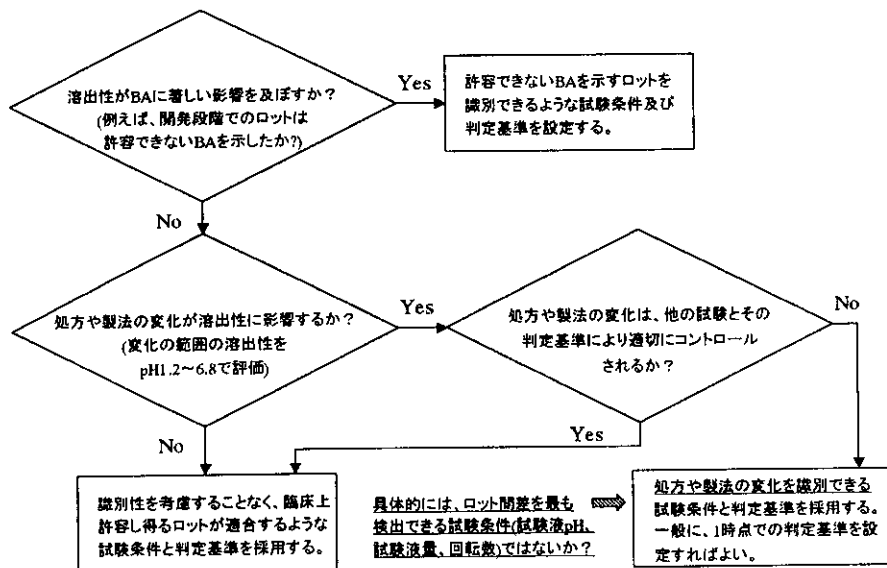 溶出性がBAに著しい影響を及ぼすか？
(例えば、開発段階でのロットは
許容できないBAを示したか?)
Yes
許容できないBAを示すロットを
識別できるような試験条件及び
判定基準を設定する。
No
処方や製法の変化が溶出性に影響するか？
(変化の範囲の溶出性を
pH1.2～6.8で評価)
Yes
処方や製法の変化は、他の試験とその
判定基準により適切にコントロール
されるか？
No
No
Yes
識別性を考慮することなく、臨床上
許容し得るロットが適合するような
試験条件と判定基準を採用する。
具体的には、ロット間差を最も
検出できる試験条件(試験液pH、
試験液量、回転数)ではないか？
処方や製法の変化を識別できる
試験条件と判定基準を採用する。
一般に、1時点での判定基準を設
定すればよい。